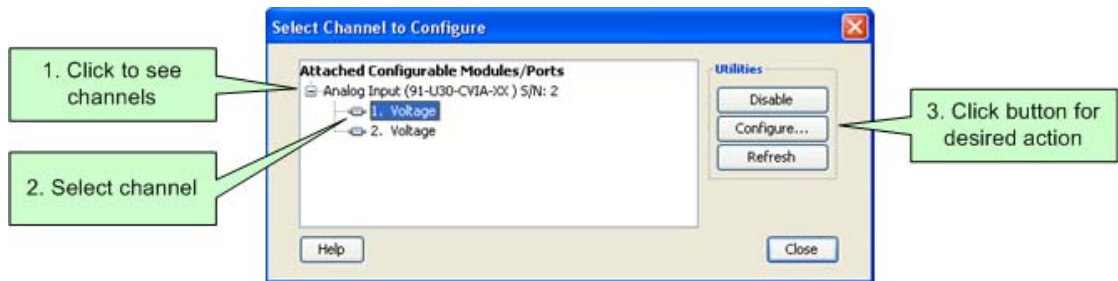 Select Channel to Configure
1. Click to see
channels
Attached Configurable Modules/Ports
Analog Input (91-U30-CVIA-XX ) S/N: 2
1. Voltage
2. Voltage
2. Select channel
Utilities
Disable
Configure...
Refresh
3. Click button for
desired action
Help
Close